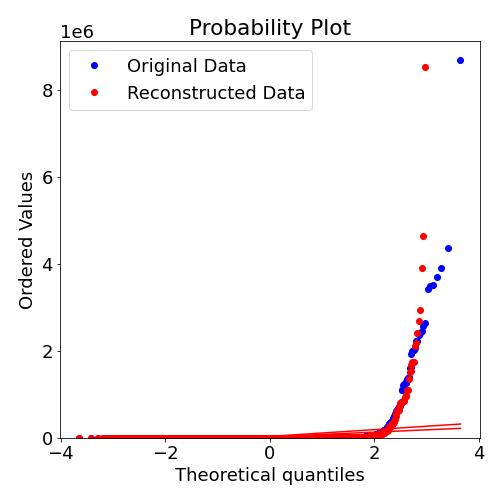 Probability Plot
1e6
Original Data
Reconstructed Data
8
6
4
2
0
Ordered Values
−4
−2
0
2
4
Theoretical quantiles